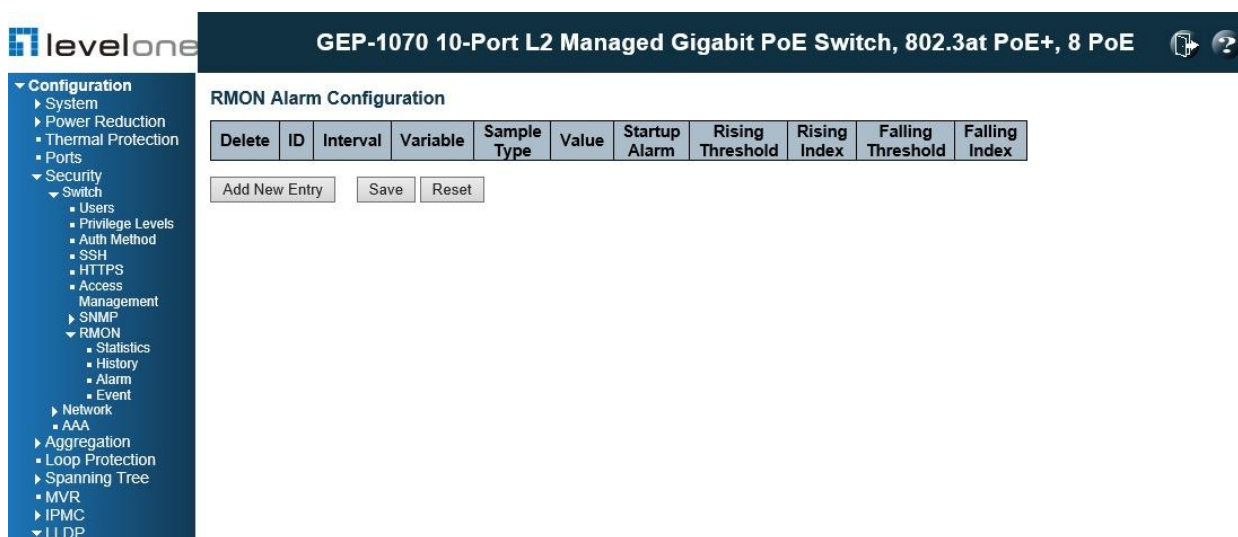 levelone
GEP-1070 10-Port L2 Managed Gigabit PoE Switch, 802.3at PoE+, 8 PoE
?
Configuration
System
Power Reduction
Thermal Protection
Ports
Security
Switch
Users
Privilege Levels
Auth Method
SSH
HTTPS
Access
Management
SNMP
RMON
Statistics
History
Alarm
Event
Network
AAA
Aggregation
Loop Protection
Spanning Tree
MVR
IPMC
LLDP
RMON Alarm Configuration
Delete ID Interval Variable Sample Type Value Startup Alarm Rising Threshold Rising Index Falling Threshold Falling Index
Add New Entry Save Reset